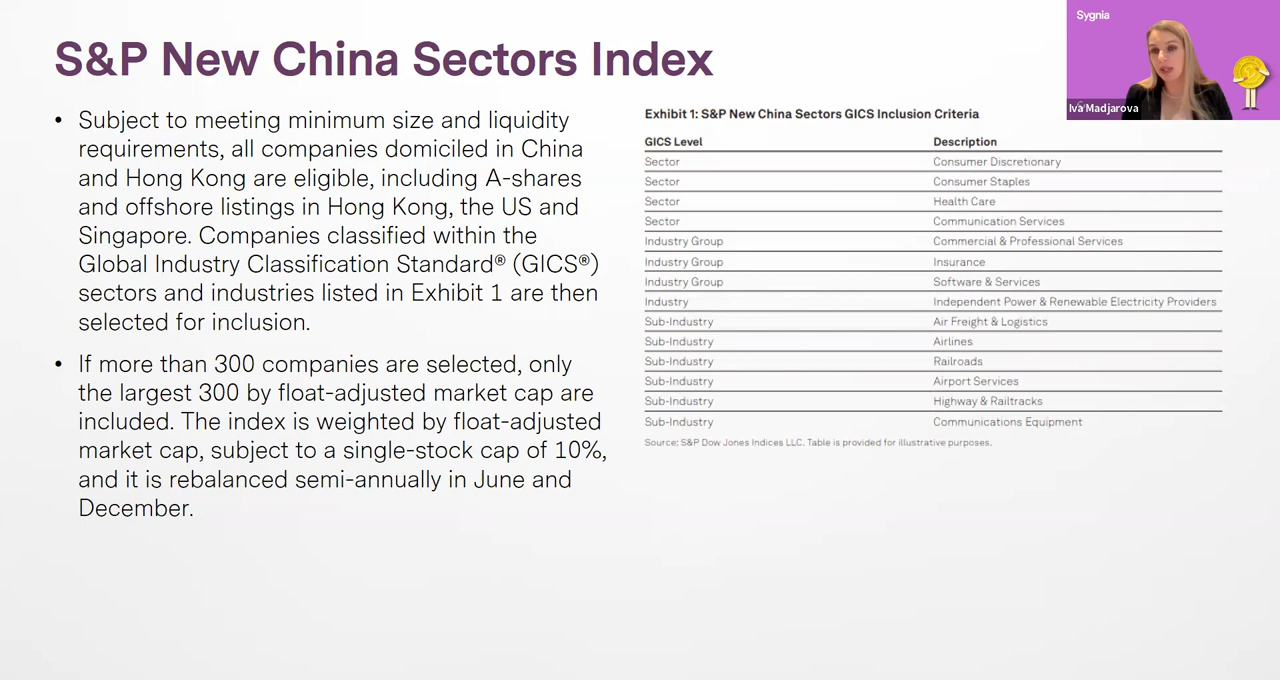 S&P New China Sectors Index
• Subject to meeting minimum size and liquidity
requirements, all companies domiciled in China
and Hong Kong are eligible, including A-shares
and offshore listings in Hong Kong, the US and
Singapore. Companies classified within the
Global Industry Classification Standard® (GICS®)
sectors and industries listed in Exhibit 1 are then
selected for inclusion.
• If more than 300 companies are selected, only
the largest 300 by float-adjusted market cap are
included. The index is weighted by float-adjusted
market cap, subject to a single-stock cap of 10%,
and it is rebalanced semi-annually in June and
December.
Exhibit 1: S&P New China Sectors GICS Inclusion Criteria
GICS Level Description
Sector Consumer Discretionary
Sector Consumer Staples
Sector Health Care
Sector Communication Services
Industry Group Commercial & Professional Services
Industry Group Insurance
Industry Group Software & Services
Industry Independent Power & Renewable Electricity Providers
Sub-Industry Air Freight & Logistics
Sub-Industry Airlines
Sub-Industry Railroads
Sub-Industry Airport Services
Sub-Industry Highway & Railtracks
Sub-Industry Communications Equipment
Source: S&P Dow Jones Indices LLC. Table is provided for illustrative purposes.
Sygnia
Iva Madjarova